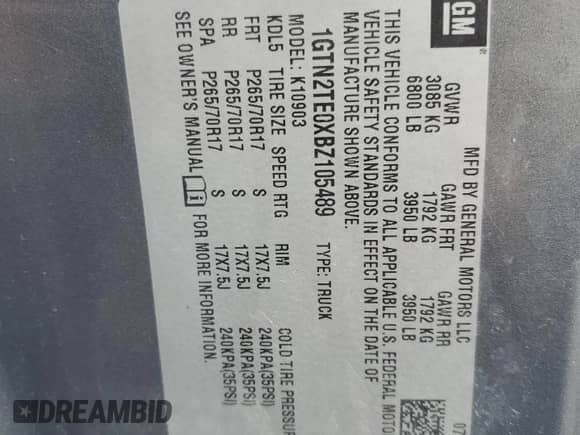 GM
MFD BY GENERAL MOTORS LLC
07
GVWR GAWR FRT GAWR RR
3085 KG 1792 KG 1792 KG
6800 LB 3950 LB 3950 LB
THIS VEHICLE CONFORMS TO ALL APPLICABLE U.S. FEDERAL MOTO
VEHICLE SAFETY STANDARDS IN EFFECT ON THE DATE OF
MANUFACTURE SHOWN ABOVE.
1GTN2TE0XBZ105489 TYPE: TRUCK
MODEL: K10903
KDL5 TIRE SIZE SPEED RTG RIM COLD TIRE PRESSUR
FRT P265/70R17 S 17X7.5J 240KPA(35PSI)
RR P265/70R17 S 17X7.5J 240KPA(35PSI)
SPA P265/70R17 S 17X7.5J 240KPA(35PSI)
SEE OWNER'S MANUAL i FOR MORE INFORMATION.
DREAMBID